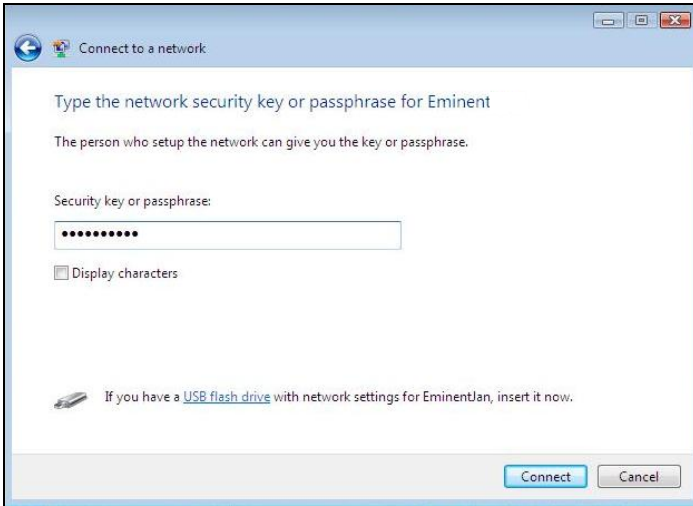 Connect to a network
Type the network security key or passphrase for Eminent
The person who setup the network can give you the key or passphrase.
Security key or passphrase:
••••••••••
Display characters
If you have a USB flash drive with network settings for EminentJan, insert it now.
Connect Cancel